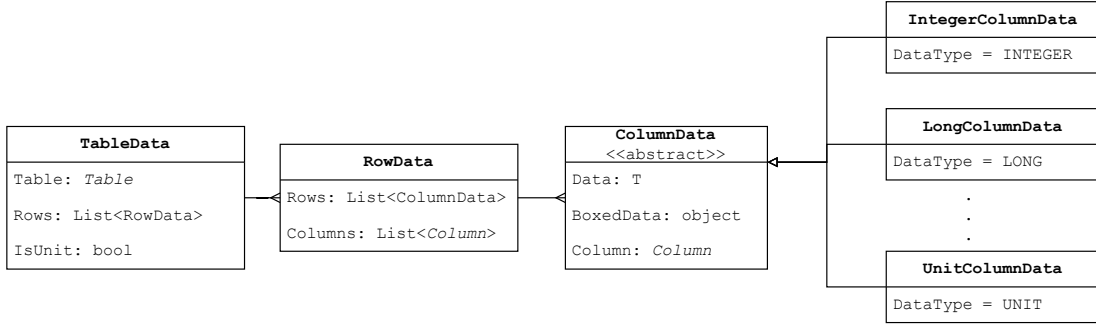 TableData
Table: Table
Rows: List<RowData>
IsUnit: bool
RowData
Rows: List<ColumnData>
Columns: List<Column>
ColumnData
<<abstract>>
Data: T
BoxedData: object
Column: Column
IntegerColumnData
DataType = INTEGER
LongColumnData
DataType = LONG
.
.
.
UnitColumnData
DataType = UNIT